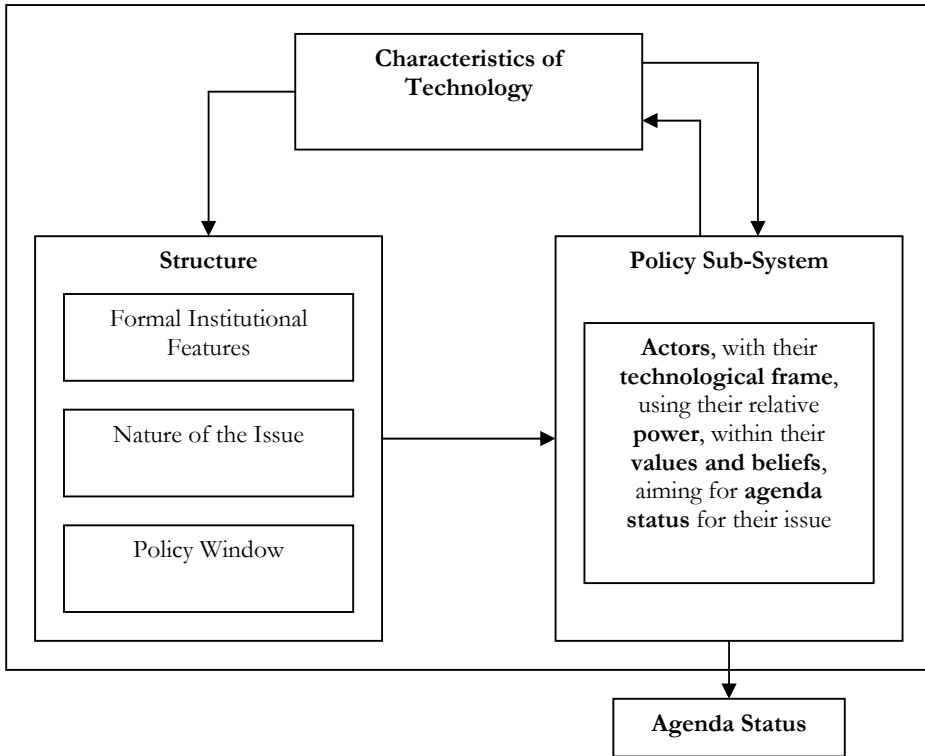 Characteristics of
Technology
Structure
Formal Institutional
Features
Nature of the Issue
Policy Window
Policy Sub-System
Actors, with their
technological frame,
using their relative
power, within their
values and beliefs,
aiming for agenda
status for their issue
Agenda Status